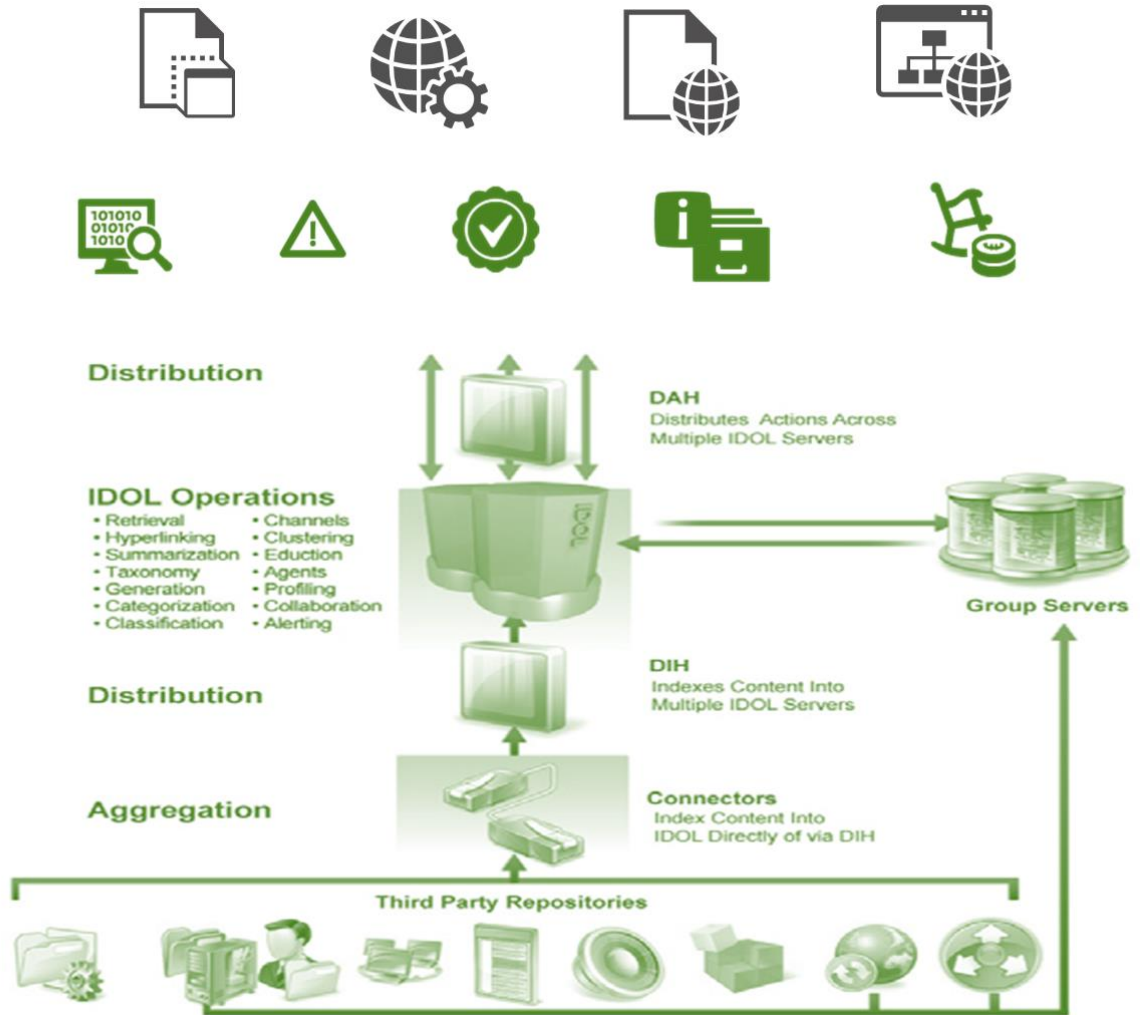 101010
01010
1010
Distribution
DAH
Distributes Actions Across
Multiple IDOL Servers
IDOL Operations
• Retrieval
• Hyperlinking
• Summarization
• Taxonomy
• Generation
• Categorization
• Classification
• Channels
• Clustering
• Eduction
• Agents
• Profiling
• Collaboration
• Alerting
IDOL
Group Servers
Distribution
DIH
Indexes Content Into
Multiple IDOL Servers
Aggregation
Connectors
Index Content Into
IDOL Directly of via DIH
Third Party Repositories